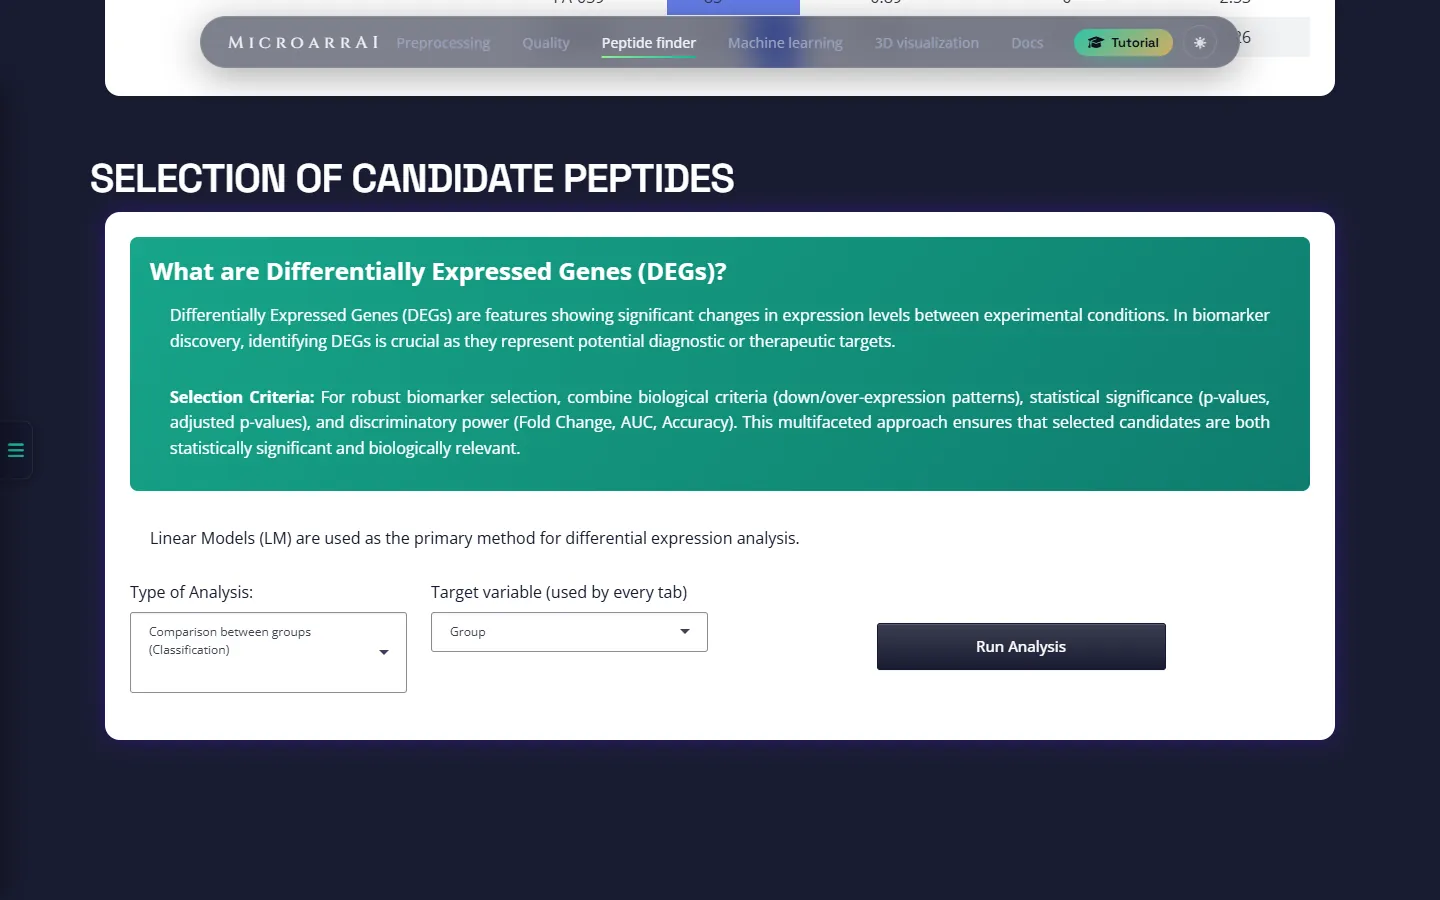 MICROARRAI
Preprocessing
Quality
Peptide finder
Machine learning
3D visualization
Docs
Tutorial
SELECTION OF CANDIDATE PEPTIDES
What are Differentially Expressed Genes (DEGs)?
Differentially Expressed Genes (DEGs) are features showing significant changes in expression levels between experimental conditions. In biomarker
discovery, identifying DEGs is crucial as they represent potential diagnostic or therapeutic targets.
Selection Criteria: For robust biomarker selection, combine biological criteria (down/over-expression patterns), statistical significance (p-values,
adjusted p-values), and discriminatory power (Fold Change, AUC, Accuracy). This multifaceted approach ensures that selected candidates are both
statistically significant and biologically relevant.
Linear Models (LM) are used as the primary method for differential expression analysis.
Type of Analysis:
Target variable (used by every tab)
Comparison between groups
(Classification)
Group
Run Analysis